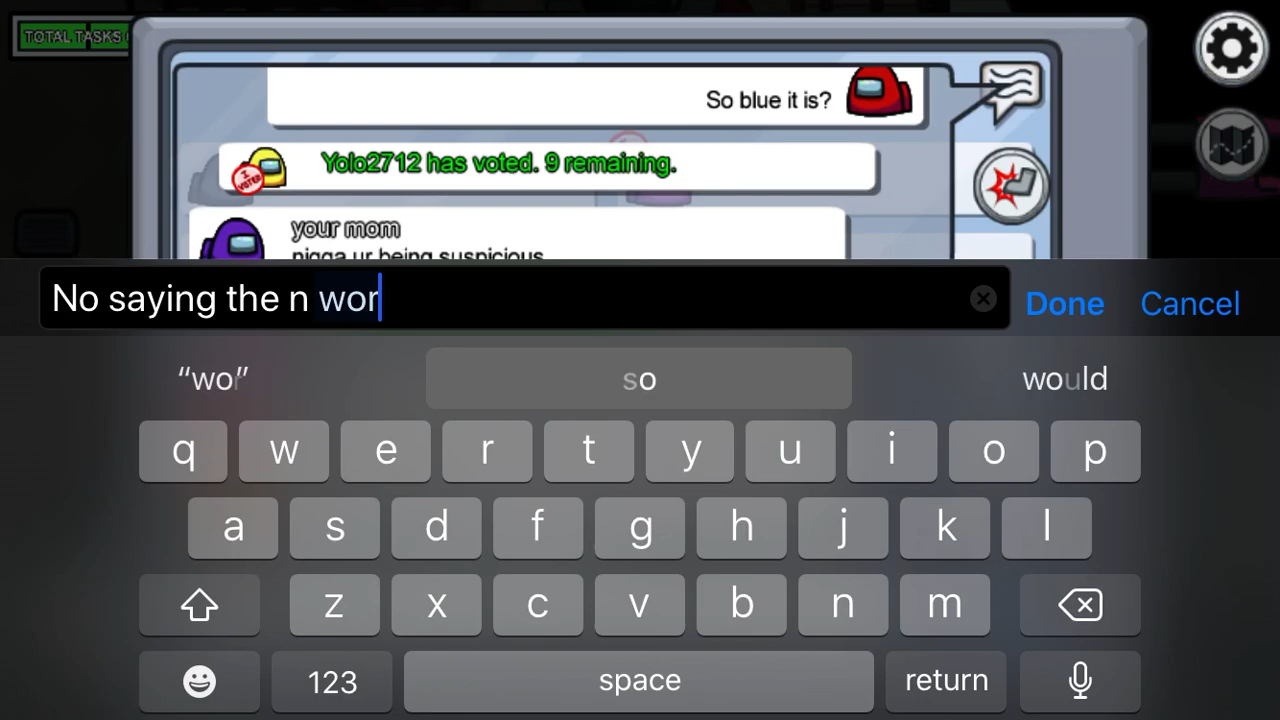 TOTAL TASKS
So blue it is?
I VOTED
Yolo2712 has voted. 9 remaining.
your mom
nigga ur being suspicious
No saying the n wor
Done
Cancel
“wor”
so
would
q w e r t y u i o p
a s d f g h j k l
z x c v b n m
123
space
return